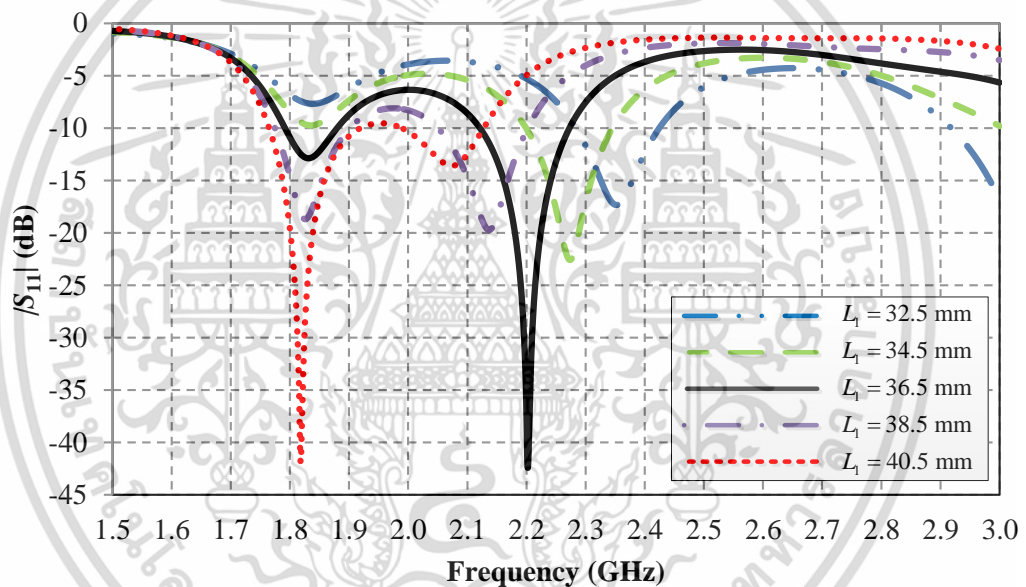 0
-5
-10
-15
-20
-25
-30
-35
-40
-45
/S11| (dB)
L1 = 32.5 mm
L1 = 34.5 mm
L1 = 36.5 mm
L1 = 38.5 mm
L1 = 40.5 mm
1.5 1.6 1.7 1.8 1.9 2.0 2.1 2.2 2.3 2.4 2.5 2.6 2.7 2.8 2.9 3.0
Frequency (GHz)